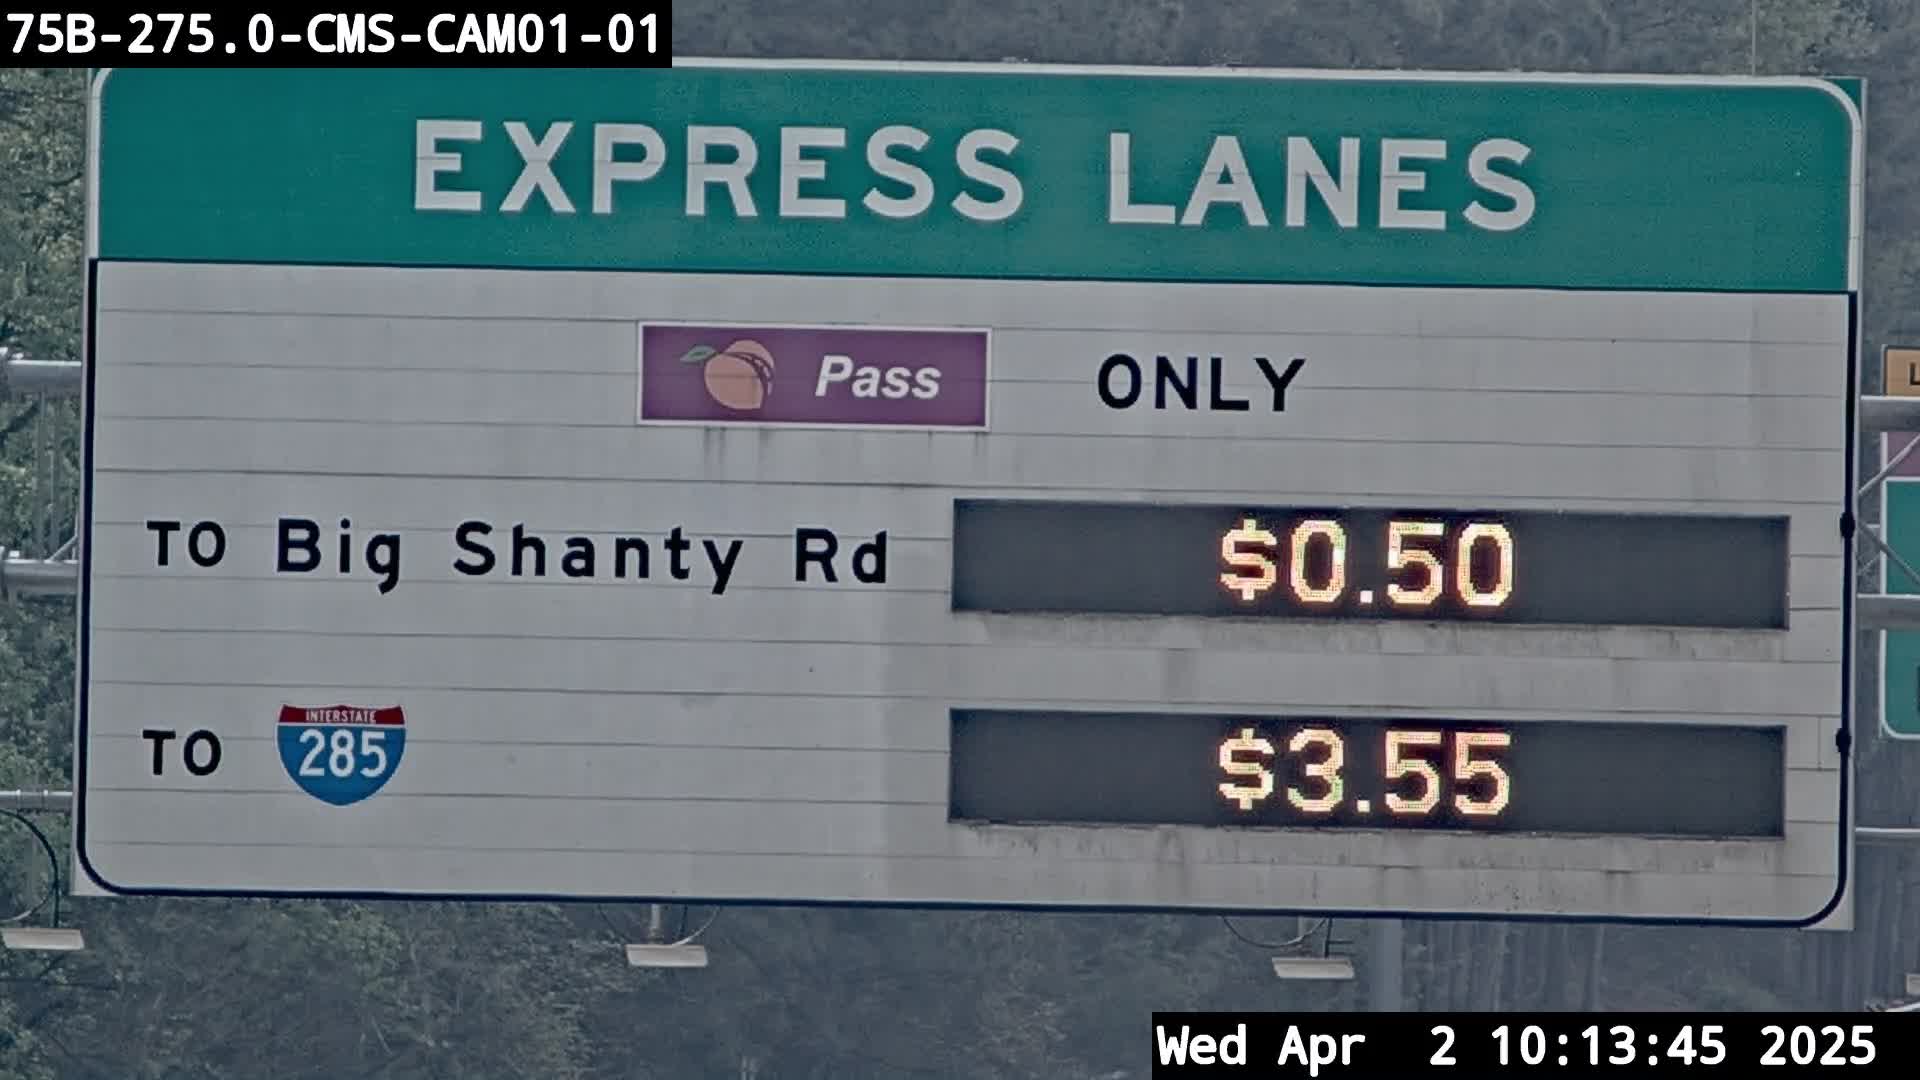 75B-275.0-CMS-CAM01-01
EXPRESS LANES
Pass ONLY
TO Big Shanty Rd $0.50
INTERSTATE
TO 285 $3.55
Wed Apr 2 10:13:45 2025